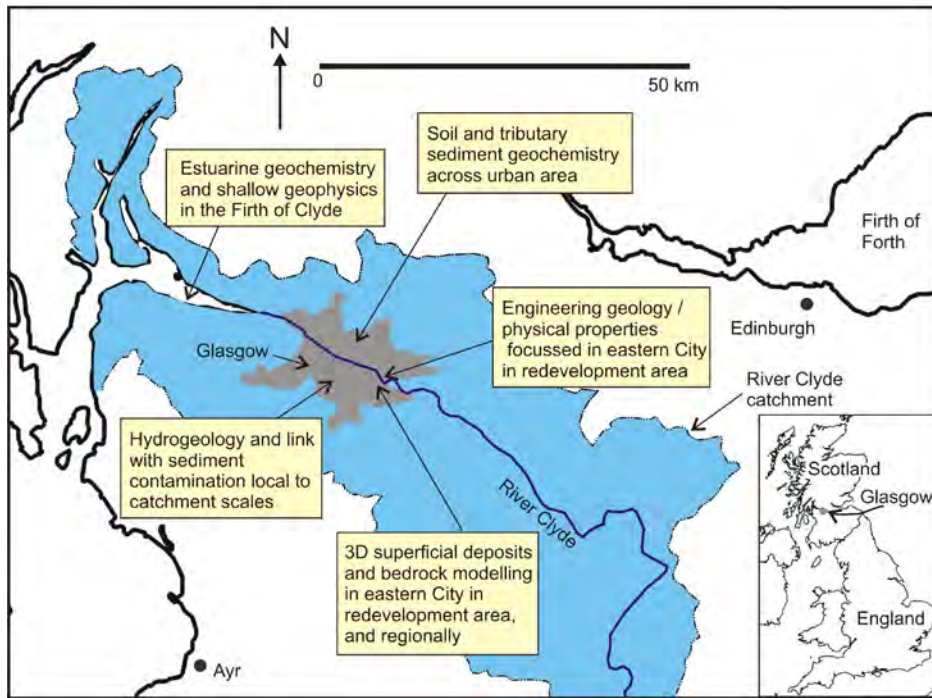 N
0
50 km
Soil and tributary
sediment geochemistry
across urban area
Estuarine geochemistry
and shallow geophysics
in the Firth of Clyde
Firth of
Forth
Edinburgh
Engineering geology /
physical properties
focussed in eastern City
in redevelopment area
Glasgow
River Clyde
catchment
Hydrogeology and link
with sediment
contamination local to
catchment scales
River Clyde
3D superficial deposits
and bedrock modelling
in eastern City in
redevelopment area,
and regionally
Ayr
Scotland
Glasgow
England